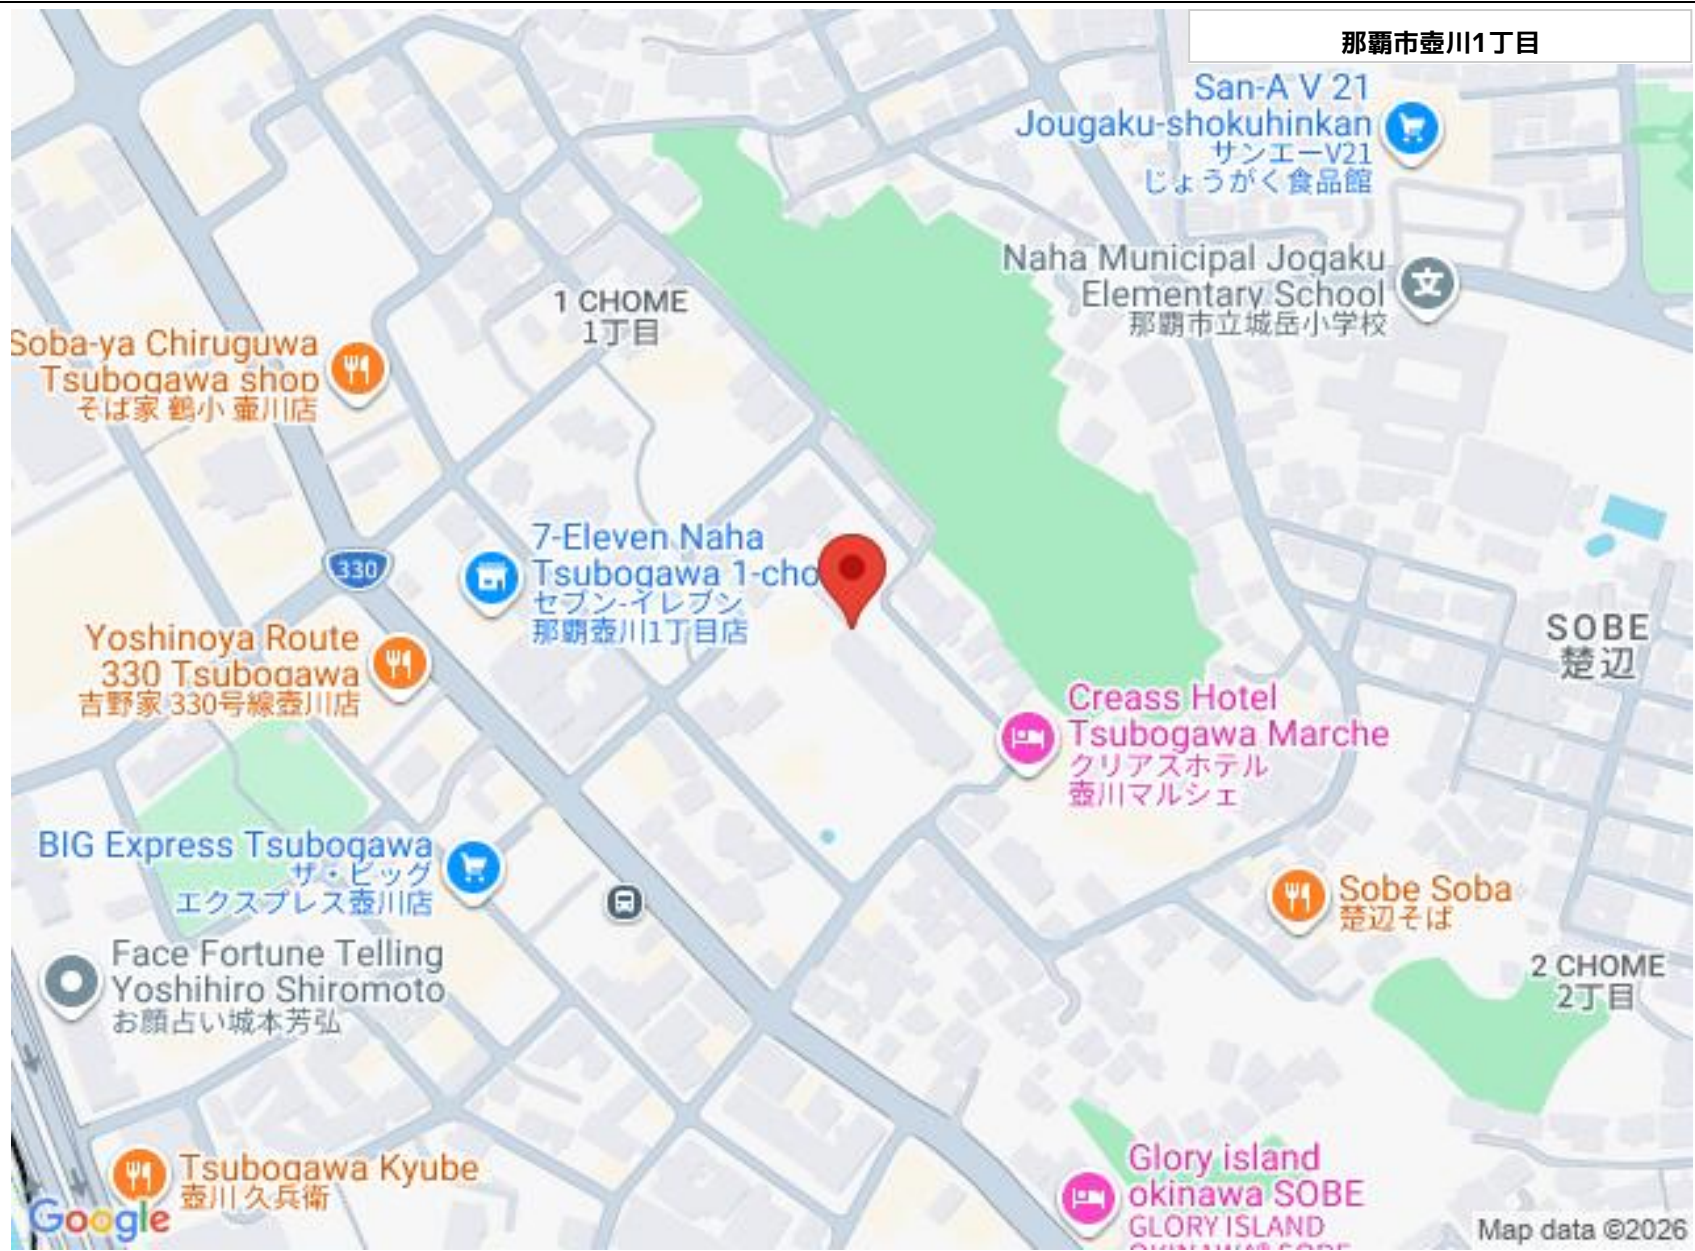 那覇市壺川1丁目
San-A V 21
Jougaku-shokuhinkan
サンエーV21
じょうがく食品館
Naha Municipal Jogaku
Elementary School
那覇市立城岳小学校
1 CHOME
1丁目
Soba-ya Chiruguwa
Tsubogawa shop
そば家 鶴小 壷川店
7-Eleven Naha
Tsubogawa 1-cho
セブン-イレブン
那覇壺川1丁目店
330
Yoshinoya Route
330 Tsubogawa
吉野家 330号線壺川店
SOBE
楚辺
Creass Hotel
Tsubogawa Marche
クリアスホテル
壺川マルシェ
BIG Express Tsubogawa
ザ・ビッグ
エクスプレス壺川店
Sobe Soba
楚辺そば
Face Fortune Telling
Yoshihiro Shiromoto
お顔占い城本芳弘
2 CHOME
2丁目
Tsubogawa Kyube
壺川 久兵衛
Glory island
okinawa SOBE
GLORY ISLAND
Google
Map data ©2026